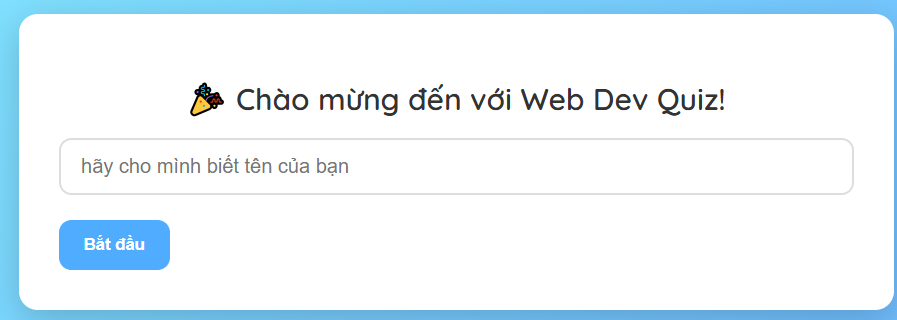 🎉 Chào mừng đến với Web Dev Quiz!
hãy cho mình biết tên của bạn
Bắt đầu